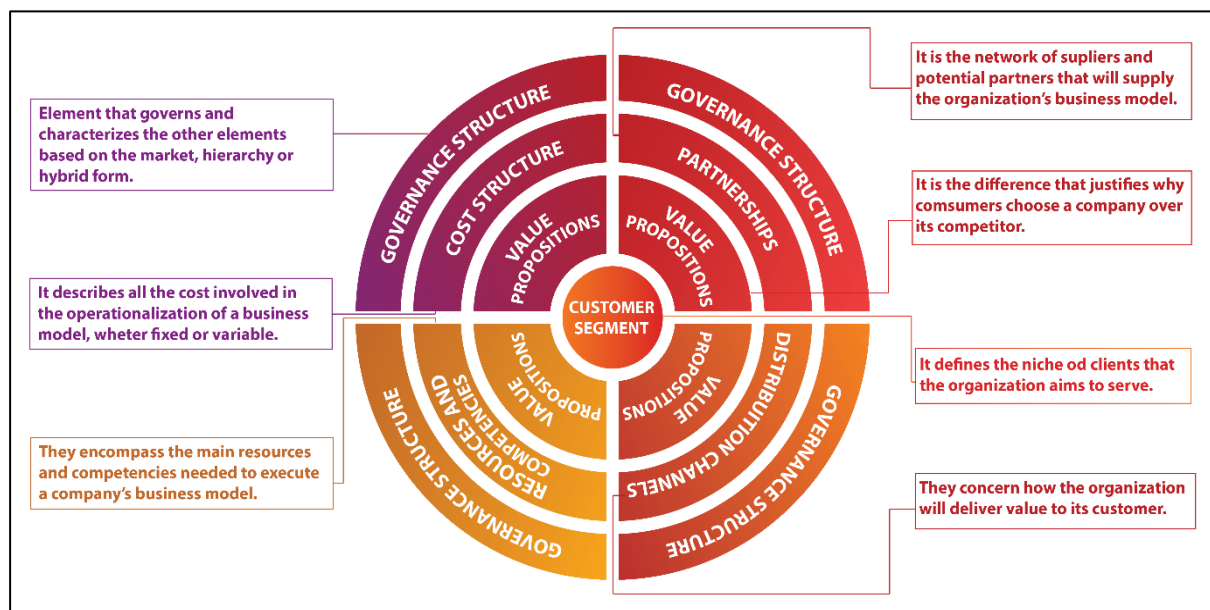 Element that governs and
characterizes the other elements
based on the market, hierarchy or
hybrid form.
It describes all the cost involved in
the operationalization of a business
model, wheter fixed or variable.
They encompass the main resources
and competencies needed to execute
a company's business model.
GOVERNANCE STRUCTURE
COST STRUCTURE
VALUE
PROPOSITIONS
GOVERNANCE STRUCTURE
PARTNERSHIPS
VALUE
PROPOSITIONS
CUSTOMER
SEGMENT
VALUE
PROPOSITIONS
RESOURCES AND
COMPETENCIES
GOVERNANCE STRUCTURE
VALUE
PROPOSITIONS
DISTRIBUITION CHANNELS
GOVERNANCE STRUCTURE
It is the network of supliers and
potential partners that will supply
the organization's business model.
It is the difference that justifies why
comsumers choose a company over
its competitor.
It defines the niche od clients that
the organization aims to serve.
They concern how the organization
will deliver value to its customer.